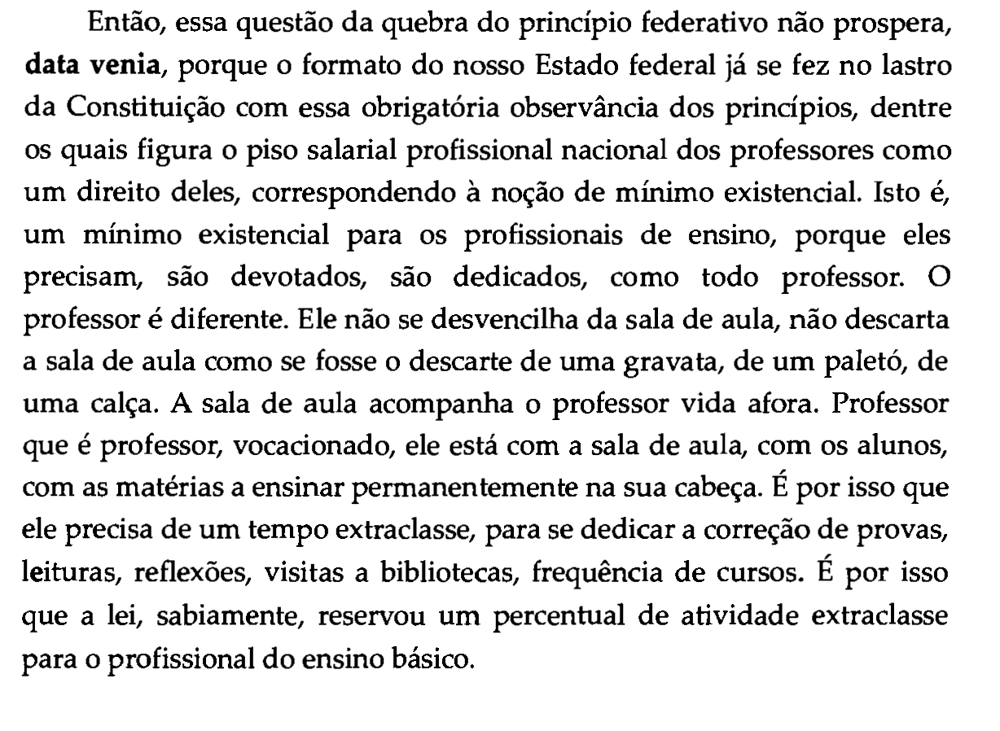 Então, essa questão da quebra do princípio federativo não prospera,
data venia, porque o formato do nosso Estado federal já se fez no lastro
da Constituição com essa obrigatória observância dos princípios, dentre
os quais figura o piso salarial profissional nacional dos professores como
um direito deles, correspondendo à noção de mínimo existencial. Isto é,
um mínimo existencial para os profissionais de ensino, porque eles
precisam, são devotados, são dedicados, como todo professor. O
professor é diferente. Ele não se desvencilha da sala de aula, não descarta
a sala de aula como se fosse o descarte de uma gravata, de um paletó, de
uma calça. A sala de aula acompanha o professor vida afora. Professor
que é professor, vocacionado, ele está com a sala de aula, com os alunos,
com as matérias a ensinar permanentemente na sua cabeça. É por isso que
ele precisa de um tempo extraclasse, para se dedicar a correção de provas,
leituras, reflexões, visitas a bibliotecas, frequência de cursos. É por isso
que a lei, sabiamente, reservou um percentual de atividade extraclasse
para o profissional do ensino básico.